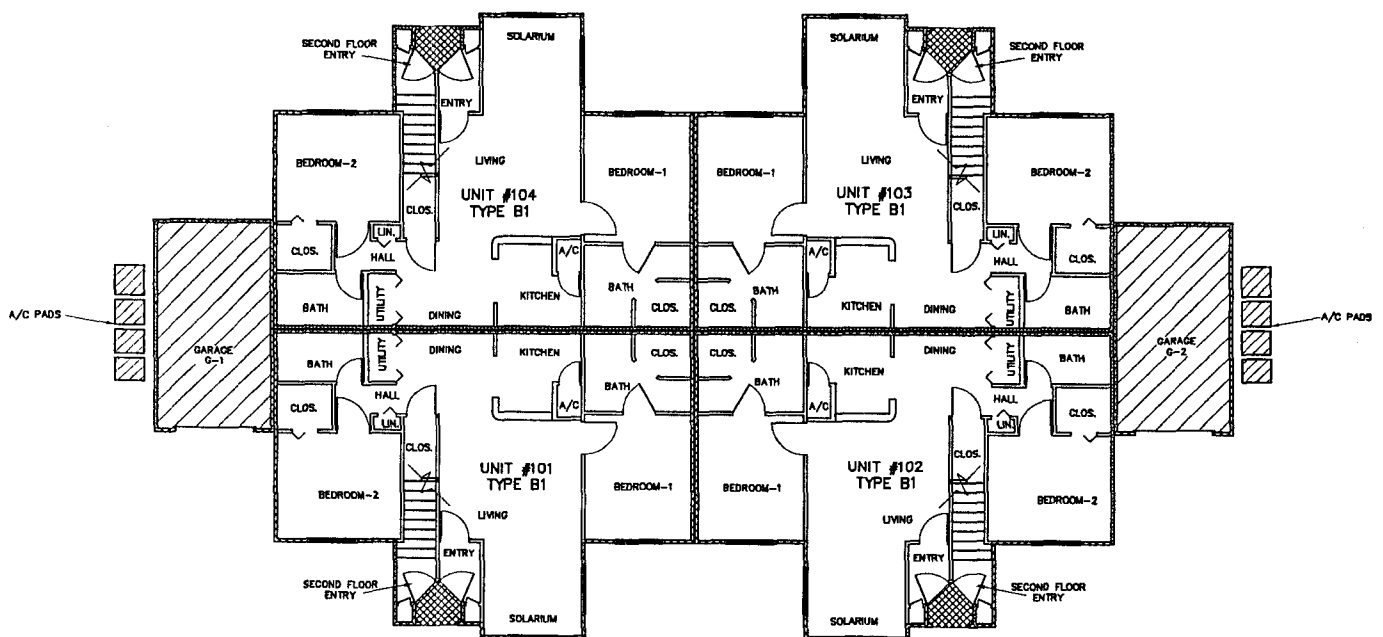 SOLARIUM
SOLARIUM
SECOND FLOOR
ENTRY
SECOND FLOOR
ENTRY
ENTRY
ENTRY
BEDROOM-2
LIVING
BEDROOM-1
BEDROOM-1
LIVING
BEDROOM-2
UNIT #104
TYPE B1
UNIT #103
TYPE B1
CLOS.
CLOS.
LIN.
LIN.
CLOS.
HALL
A/C
A/C
HALL
CLOS.
BATH
BATH
BATH
UTILITY
DINING
KITCHEN
CLOS.
CLOS.
KITCHEN
DINING
UTILITY
BATH
A/C PADS
A/C PADS
GARAGE
G-1
GARAGE
G-2
BATH
UTILITY
DINING
KITCHEN
CLOS.
CLOS.
KITCHEN
DINING
UTILITY
BATH
BATH
BATH
CLOS.
HALL
A/C
A/C
HALL
CLOS.
LIN.
LIN.
CLOS.
CLOS.
UNIT #101
TYPE B1
UNIT #102
TYPE B1
BEDROOM-2
BEDROOM-1
BEDROOM-1
BEDROOM-2
LIVING
LIVING
ENTRY
ENTRY
SECOND FLOOR
ENTRY
SECOND FLOOR
ENTRY
SOLARIUM
SOLARIUM